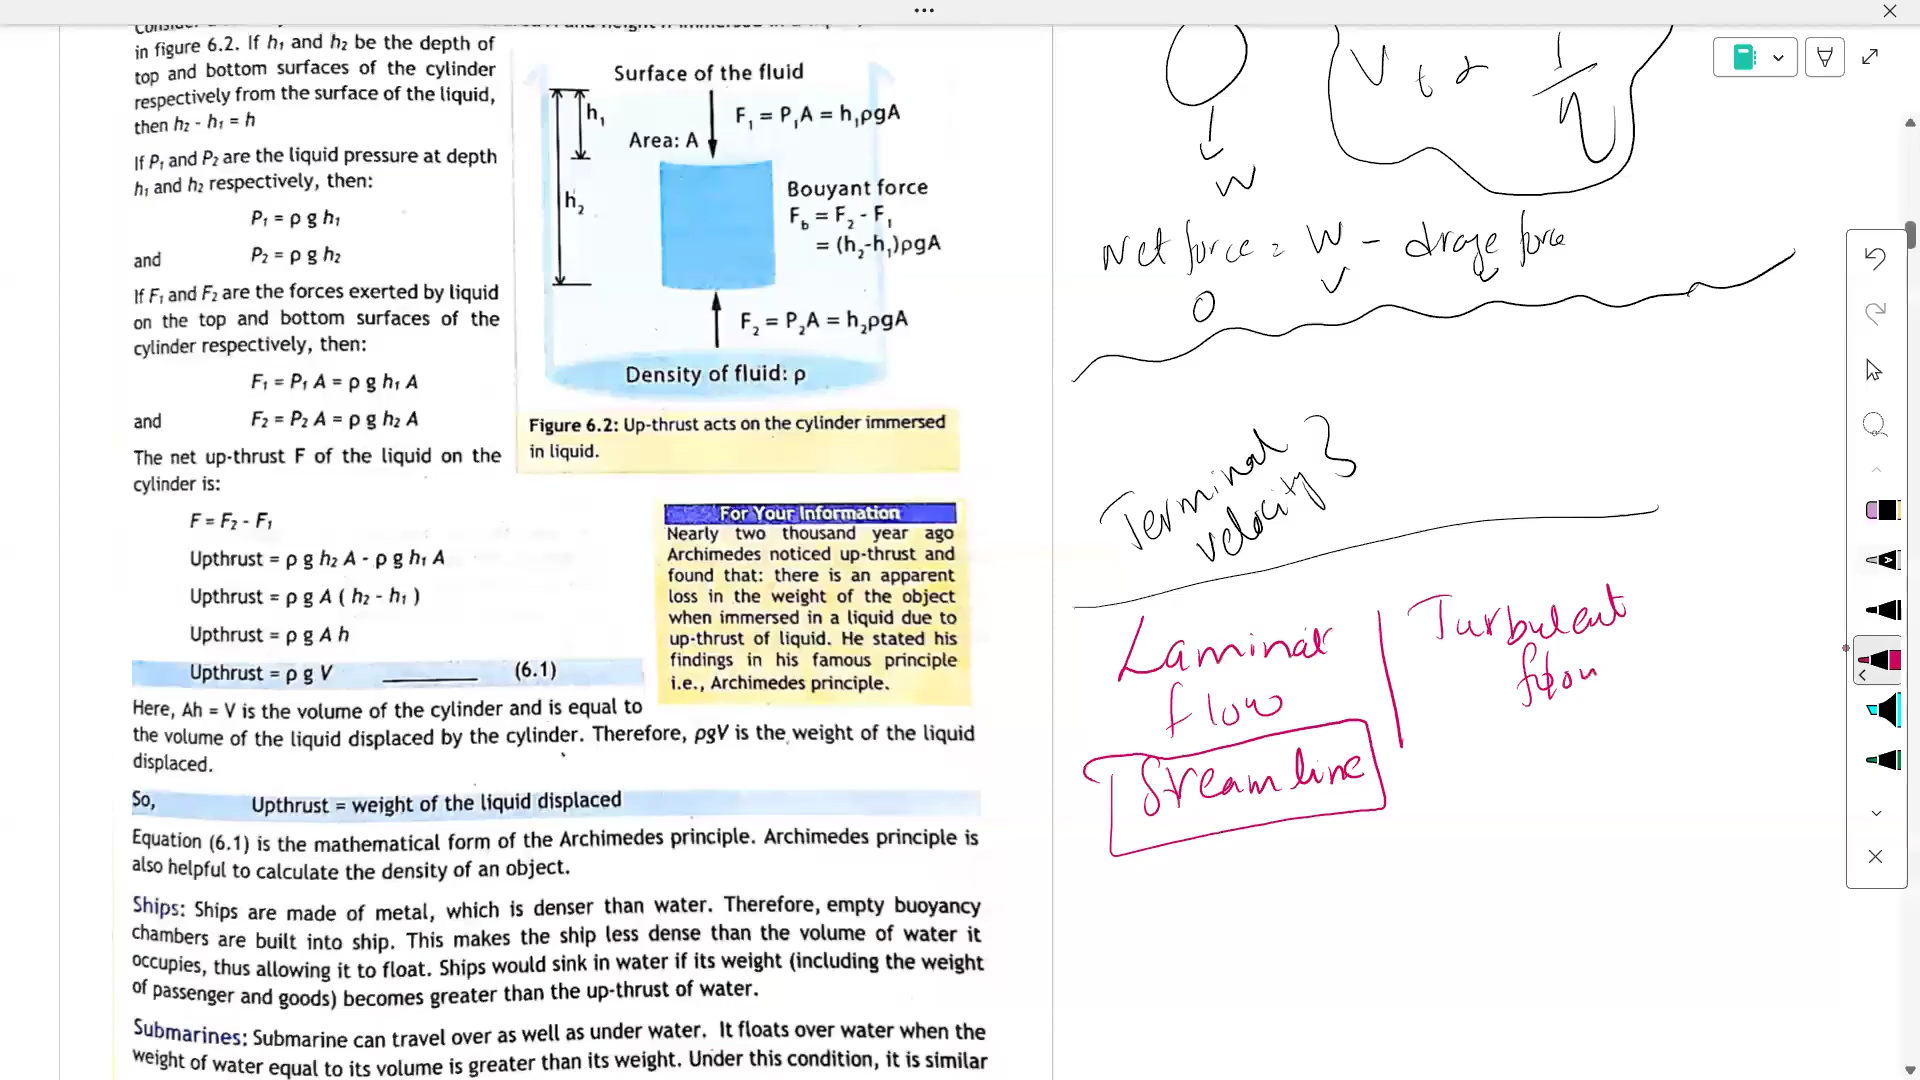 in figure 6.2. If h₁ and h₂ be the depth of
top and bottom surfaces of the cylinder
respectively from the surface of the liquid,
then h₂ - h₁ = h
If P₁ and P₂ are the liquid pressure at depth
h₁ and h₂ respectively, then:
P₁ = ρ g h₁
and P₂ = ρ g h₂
If F₁ and F₂ are the forces exerted by liquid
on the top and bottom surfaces of the
cylinder respectively, then:
F₁ = P₁ A = ρ g h₁ A
and F₂ = P₂ A = ρ g h₂ A
The net up-thrust F of the liquid on the
cylinder is:
F = F₂ - F₁
Upthrust = ρ g h₂ A - ρ g h₁ A
Upthrust = ρ g A ( h₂ - h₁ )
Upthrust = ρ g A h
Upthrust = ρ g V ________ (6.1)
Surface of the fluid
h₁
F₁ = P₁A = h₁ρgA
Area: A
h₂
Bouyant force
F_b = F₂ - F₁
= (h₂-h₁)ρgA
F₂ = P₂A = h₂ρgA
Density of fluid: ρ
Figure 6.2: Up-thrust acts on the cylinder immersed
in liquid.
For Your Information
Nearly two thousand year ago
Archimedes noticed up-thrust and
found that: there is an apparent
loss in the weight of the object
when immersed in a liquid due to
up-thrust of liquid. He stated his
findings in his famous principle
i.e., Archimedes principle.
Here, Ah = V is the volume of the cylinder and is equal to
the volume of the liquid displaced by the cylinder. Therefore, ρgV is the weight of the liquid
displaced.
So, Upthrust = weight of the liquid displaced
Equation (6.1) is the mathematical form of the Archimedes principle. Archimedes principle is
also helpful to calculate the density of an object.
Ships: Ships are made of metal, which is denser than water. Therefore, empty buoyancy
chambers are built into ship. This makes the ship less dense than the volume of water it
occupies, thus allowing it to float. Ships would sink in water if its weight (including the weight
of passenger and goods) becomes greater than the up-thrust of water.
Submarines: Submarine can travel over as well as under water. It floats over water when the
weight of water equal to its volume is greater than its weight. Under this condition, it is similar
W
V_t α 1/η
Net force = W - drage force
0
Terminal
velocity
Laminar
flow
Streamline
Turbulent